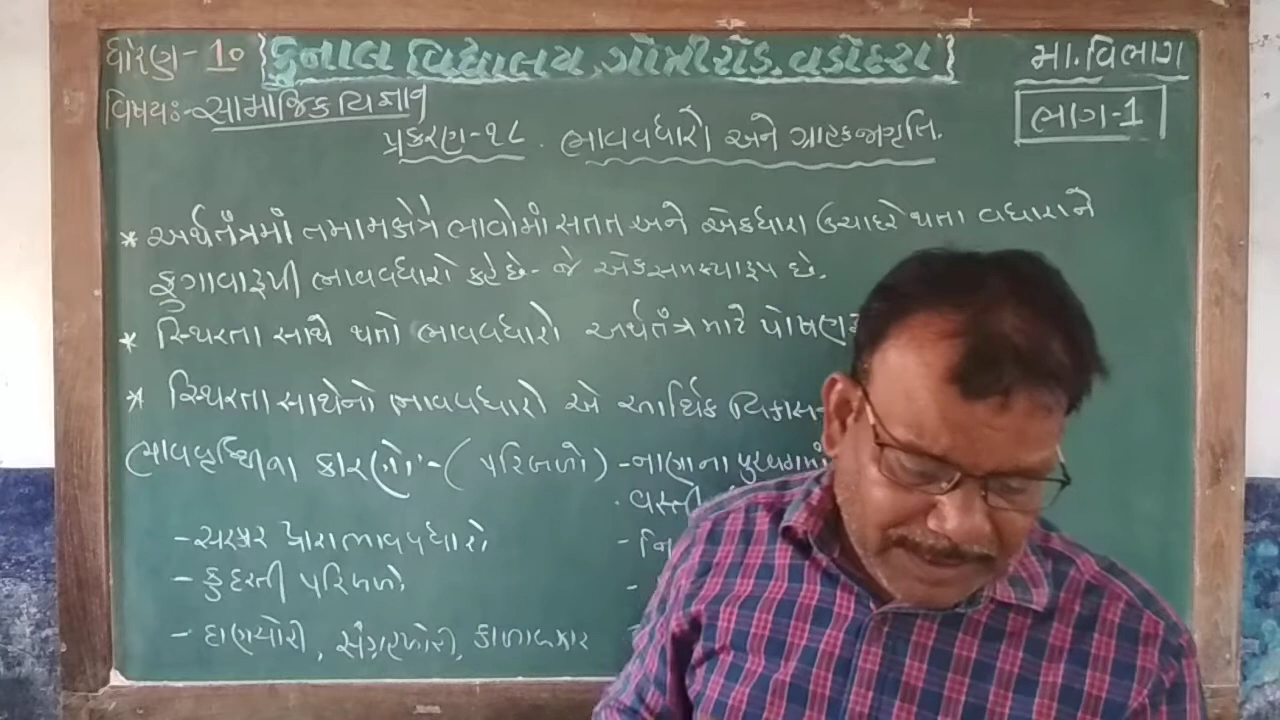 ધોરણ-10 {કુનાલ વિદ્યાલય, ગોત્રીરોડ, વડોદરા} મા.વિભાગ
વિષયઃ- સામાજિક વિજ્ઞાન
ભાગ-1
પ્રકરણ-૧૮. ભાવવધારો અને ગ્રાહકજાગૃતિ.
* અર્થતંત્રમાં તમામક્ષેત્રે ભાવોમાં સતત અને એકધારા ઉંચાદરે થતા વધારાને
ફુગાવારૂપી ભાવવધારો કહે છે- જે એક સમસ્યારૂપ છે.
* સ્થિરતા સાથે થતો ભાવવધારો અર્થતંત્ર માટે પોષણ
* સ્થિરતા સાથેનો ભાવવધારો એ આર્થિક વિકાસ
ભાવવૃધ્ધિના કારણો:- (પરિબળો) - નાણાના પુરવઠામાં
વસ્તી
- સરકાર દ્વારા ભાવવધારો - નિ
- કુદરતી પરિબળો -
- દાણચોરી, સંગ્રહખોરી, કાળાબજાર